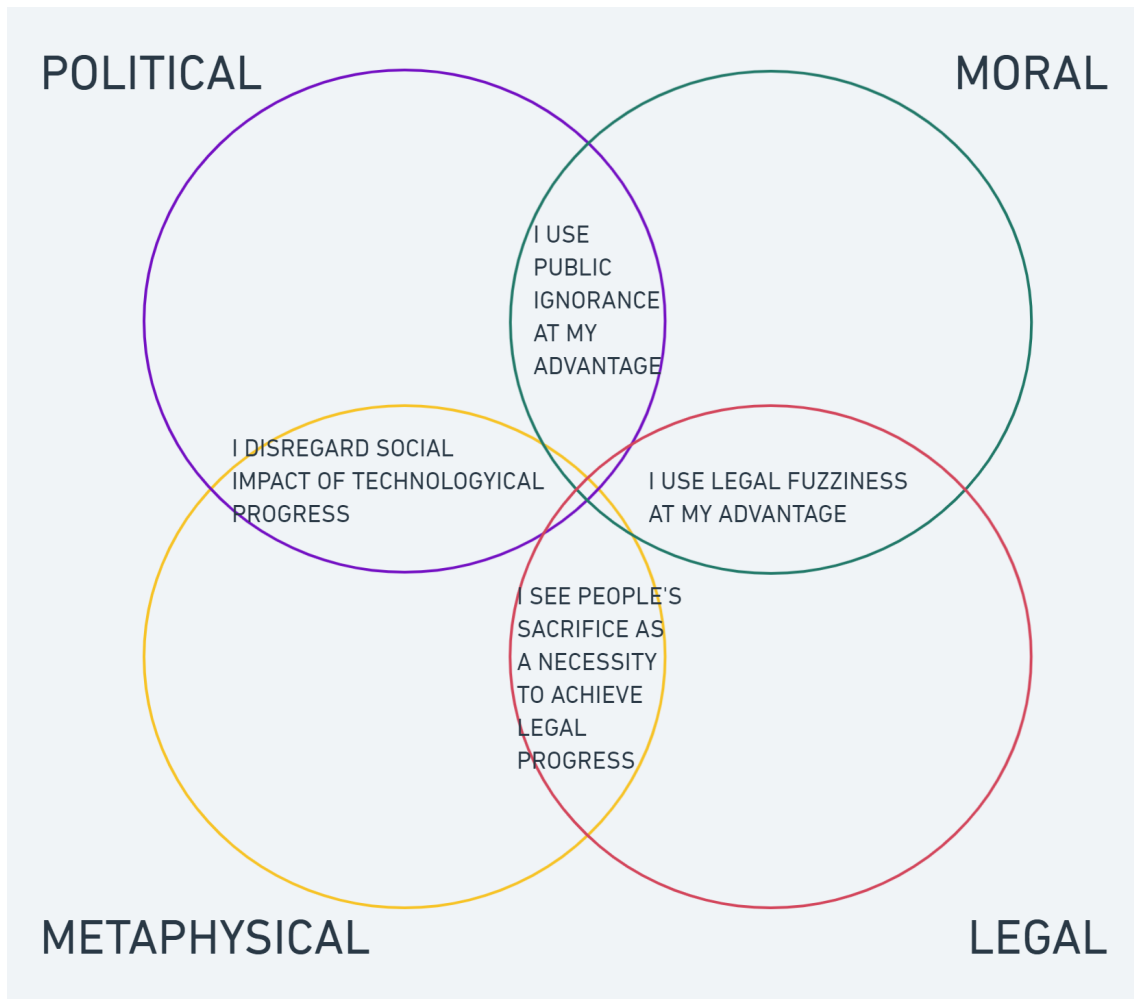 POLITICAL
MORAL
I USE
PUBLIC
IGNORANCE
AT MY
ADVANTAGE
I DISREGARD SOCIAL
IMPACT OF TECHNOLOGYICAL
PROGRESS
I USE LEGAL FUZZINESS
AT MY ADVANTAGE
I SEE PEOPLE'S
SACRIFICE AS
A NECESSITY
TO ACHIEVE
LEGAL
PROGRESS
METAPHYSICAL
LEGAL